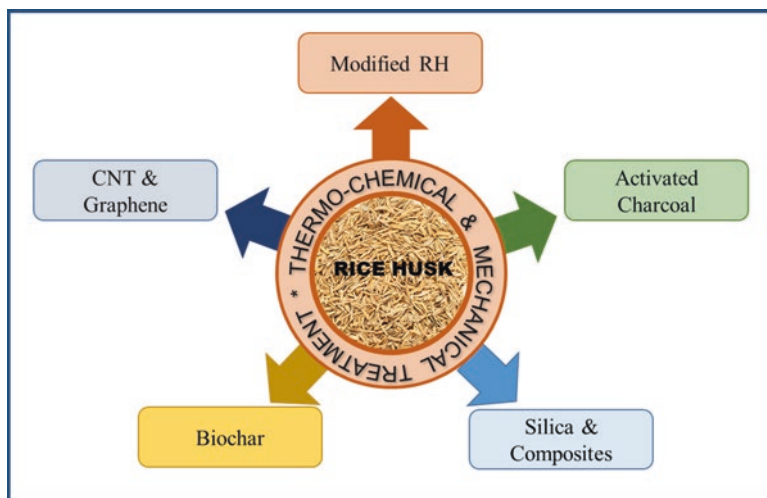 Modified RH
CNT &
Graphene
Activated
Charcoal
THERMO-CHEMICAL & MECHANICAL TREATMENT *
RICE HUSK
Biochar
Silica &
Composites